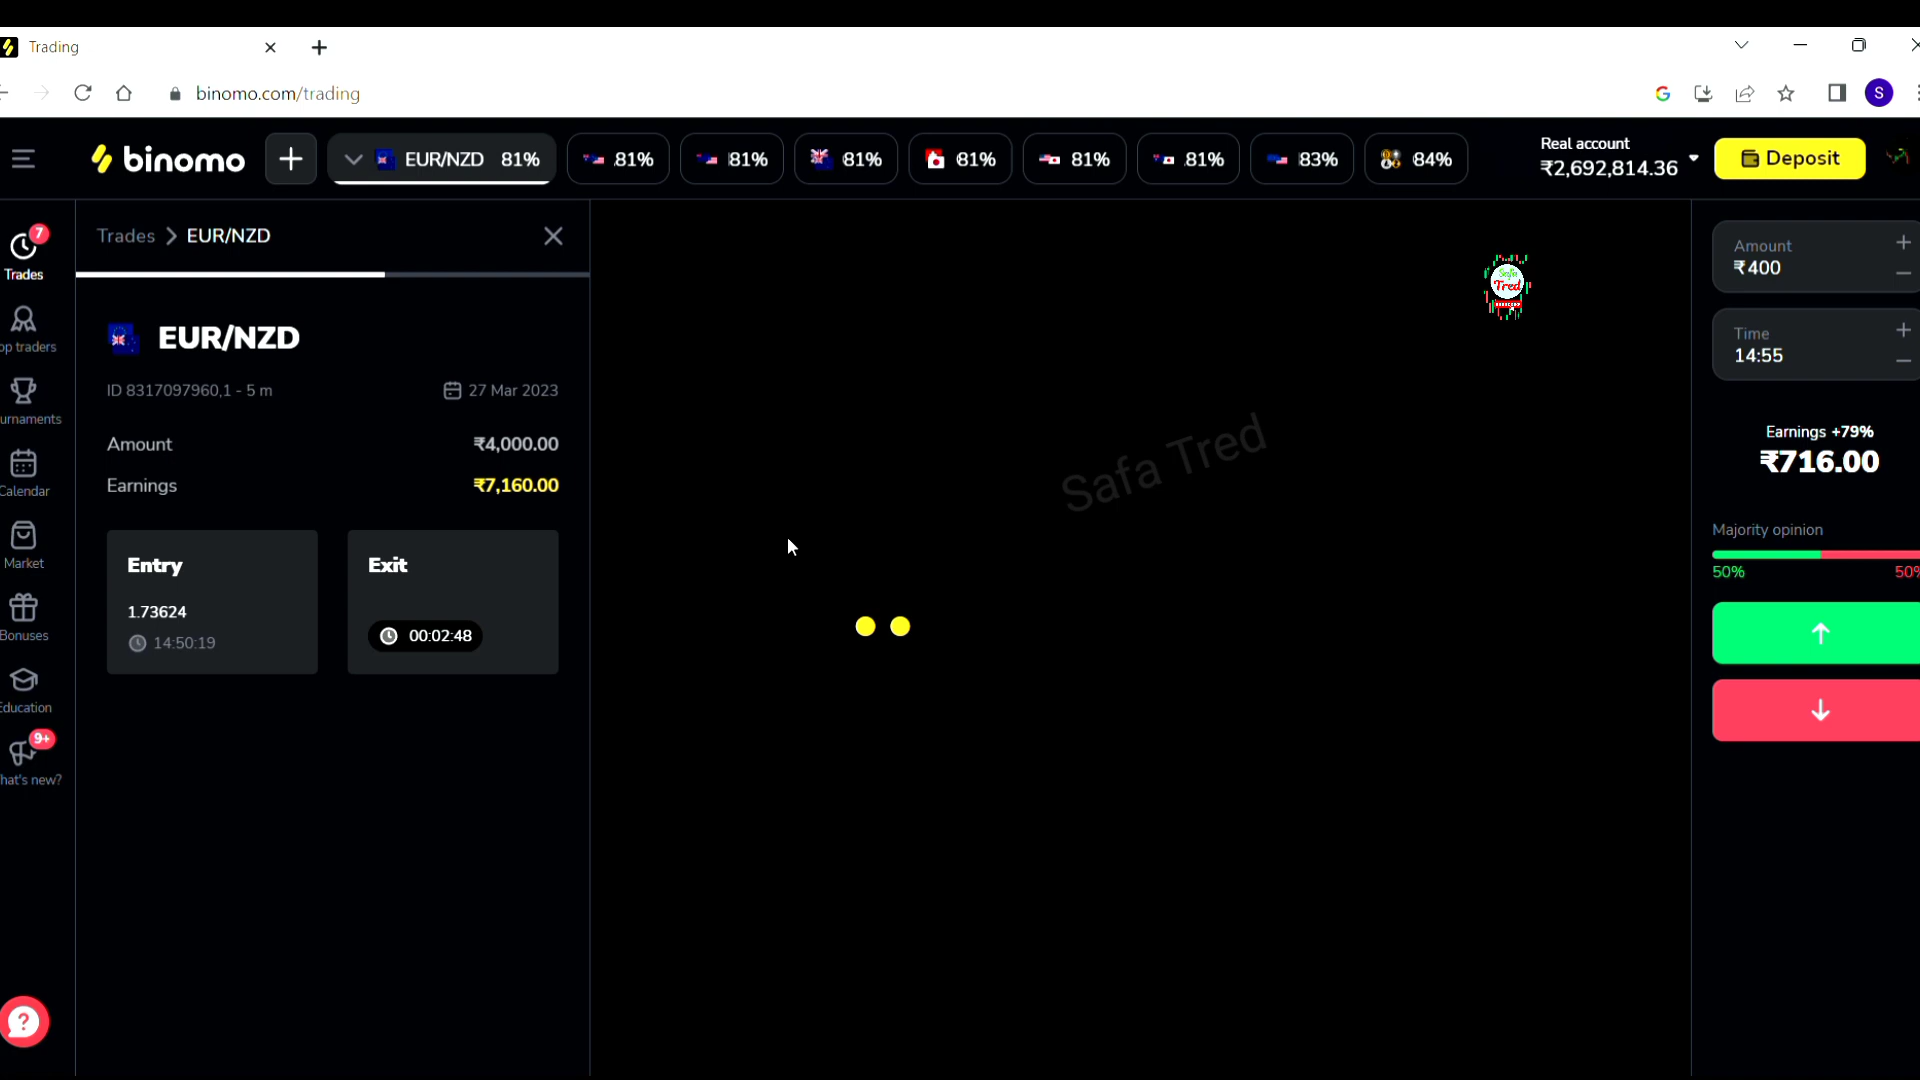 Trading
binomo.com/trading
binomo
EUR/NZD 81%
81%
81%
81%
81%
81%
81%
83%
84%
Real account
₹2,692,814.36
Deposit
7
Trades
op traders
urnaments
Calendar
Market
Bonuses
Education
9+
hat's new?
Trades > EUR/NZD
EUR/NZD
ID 8317097960,1 - 5 m
27 Mar 2023
Amount ₹4,000.00
Earnings ₹7,160.00
Entry
1.73624
14:50:19
Exit
00:02:48
Safa
Tred
Safa Tred
Amount
₹400
Time
14:55
Earnings +79%
₹716.00
Majority opinion
50% 50%
S